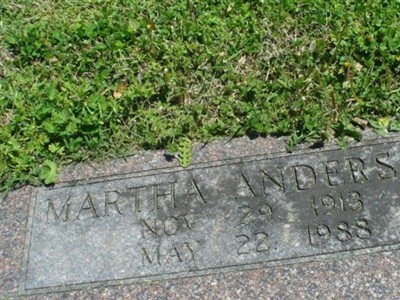 MARTHA ANDERS
NOV 29. 1913
MAY 22. 1988